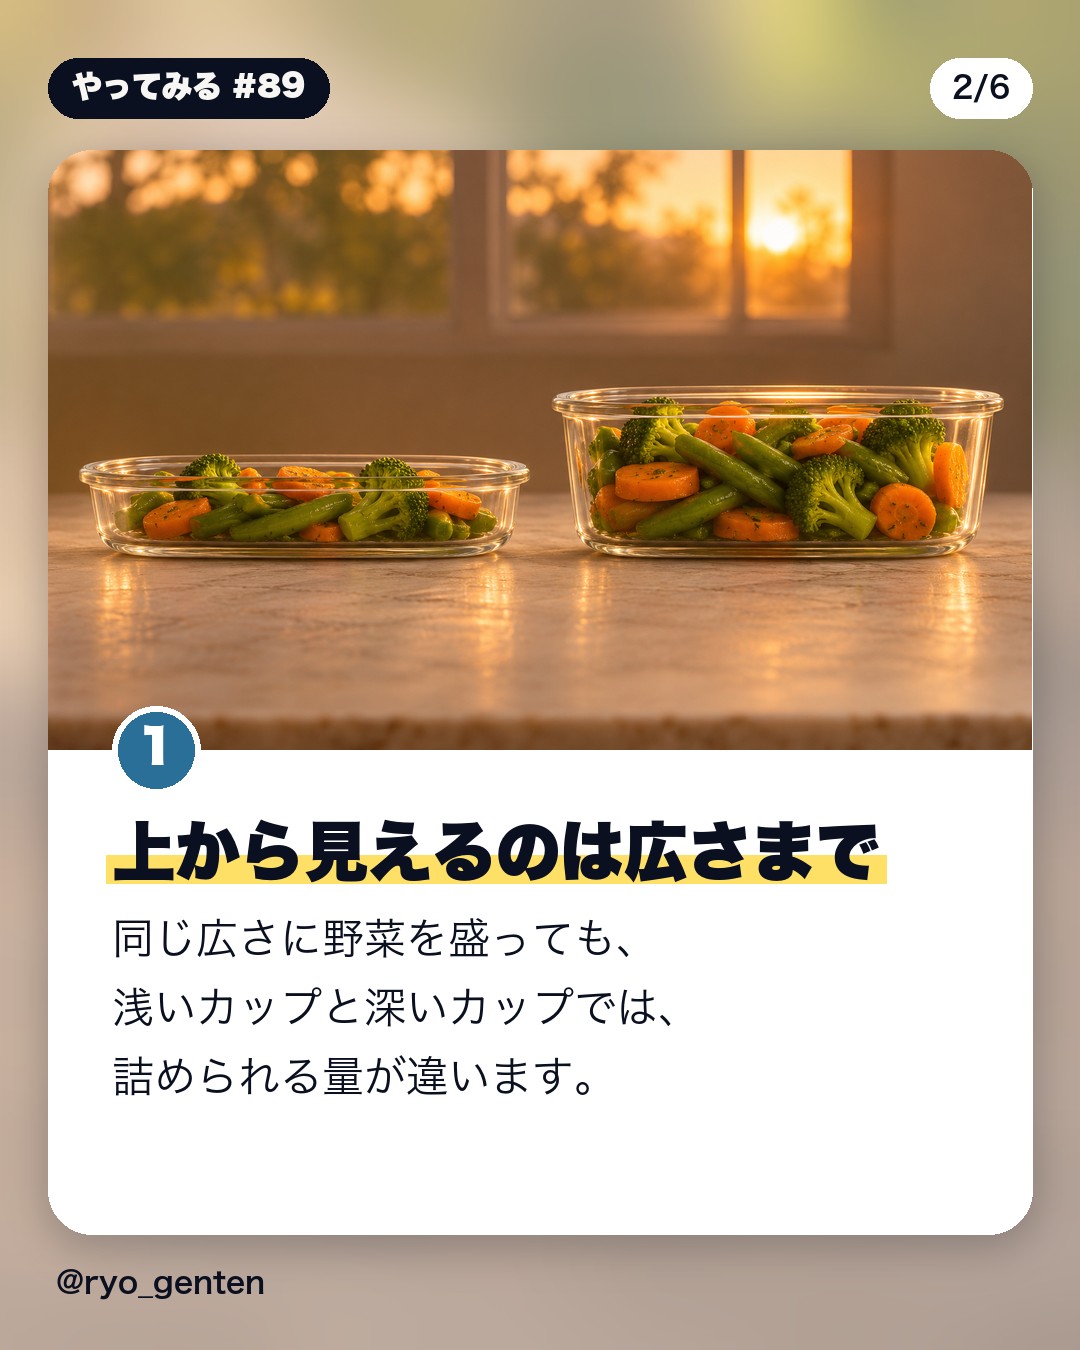 やってみる #89
2/6
1
上から見えるのは広さまで
同じ広さに野菜を盛っても、
浅いカップと深いカップでは、
詰められる量が違います。
@ryo_genten